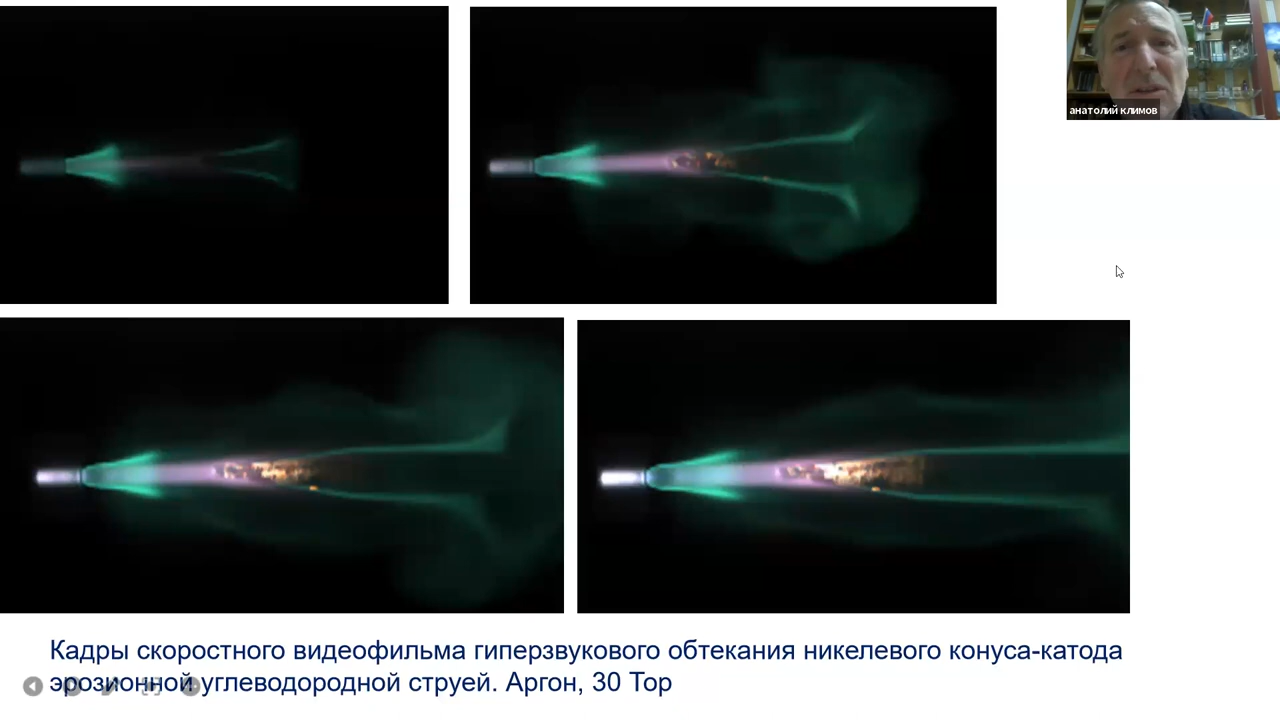 анатолий климов
Кадры скоростного видеофильма гиперзвукового обтекания никелевого конуса-катода
эрозионной углеводородной струей. Аргон, 30 Тор